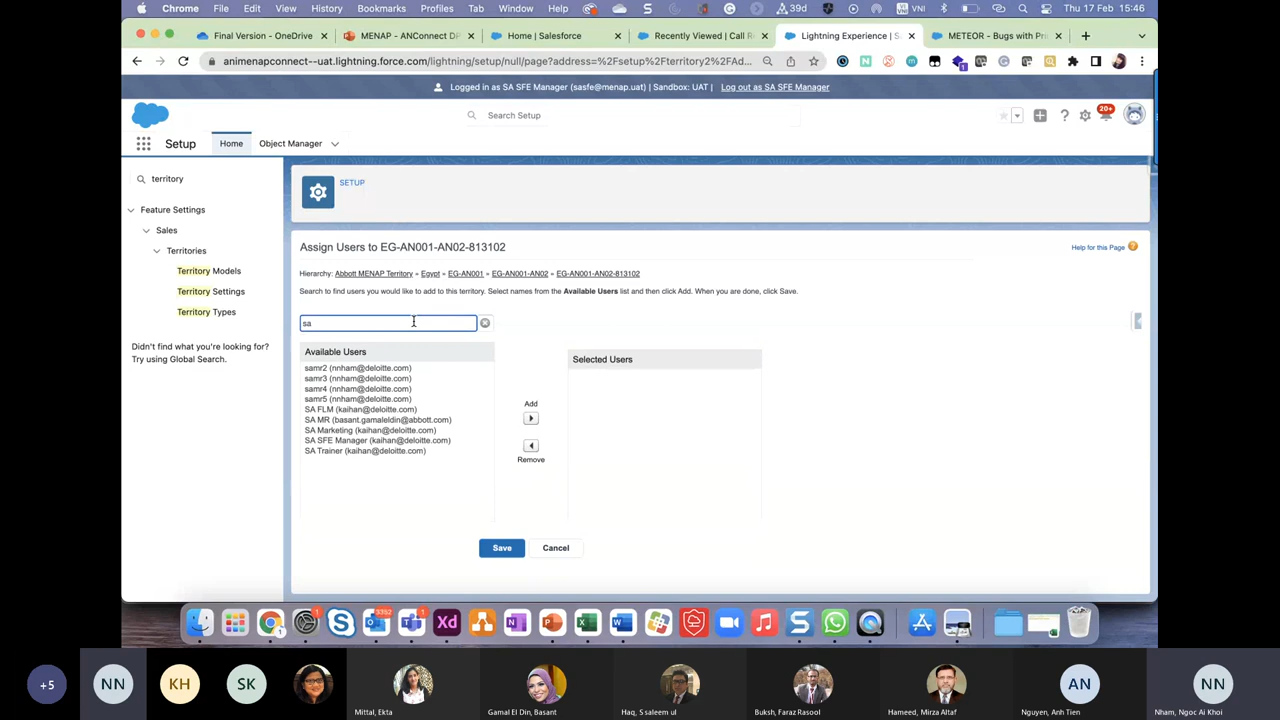 Chrome File Edit View History Bookmarks Profiles Tab Window Help 39d VNI Thu 17 Feb 15:46
Final Version - OneDrive
MENAP - ANConnect DP
Home | Salesforce
Recently Viewed | Call R
Lightning Experience | S
METEOR - Bugs with Pri
animenapconnect--uat.lightning.force.com/lightning/setup/null/page?address=%2Fsetup%2Fterritory2%2FAd...
Logged in as SA SFE Manager (sasfe@menap.uat) | Sandbox: UAT | Log out as SA SFE Manager
Search Setup
20+
Setup
Home
Object Manager
territory
Feature Settings
Sales
Territories
Territory Models
Territory Settings
Territory Types
Didn't find what you're looking for?
Try using Global Search.
SETUP
Assign Users to EG-AN001-AN02-813102
Help for this Page
Hierarchy: Abbott MENAP Territory » Egypt » EG-AN001 » EG-AN001-AN02 » EG-AN001-AN02-813102
Search to find users you would like to add to this territory. Select names from the Available Users list and then click Add. When you are done, click Save.
sa
Available Users
samr2 (nnham@deloitte.com)
samr3 (nnham@deloitte.com)
samr4 (nnham@deloitte.com)
samr5 (nnham@deloitte.com)
SA FLM (kaihan@deloitte.com)
SA MR (basant.gamaleldin@abbott.com)
SA Marketing (kaihan@deloitte.com)
SA SFE Manager (kaihan@deloitte.com)
SA Trainer (kaihan@deloitte.com)
Add
Remove
Selected Users
Save
Cancel
1
3392
1
+5
NN
KH
SK
Mittal, Ekta
Gamal El Din, Basant
Haq, S saleem ul
Buksh, Faraz Rasool
Hameed, Mirza Altaf
AN
Nguyen, Anh Tien
NN
Nham, Ngoc Ai Khoi